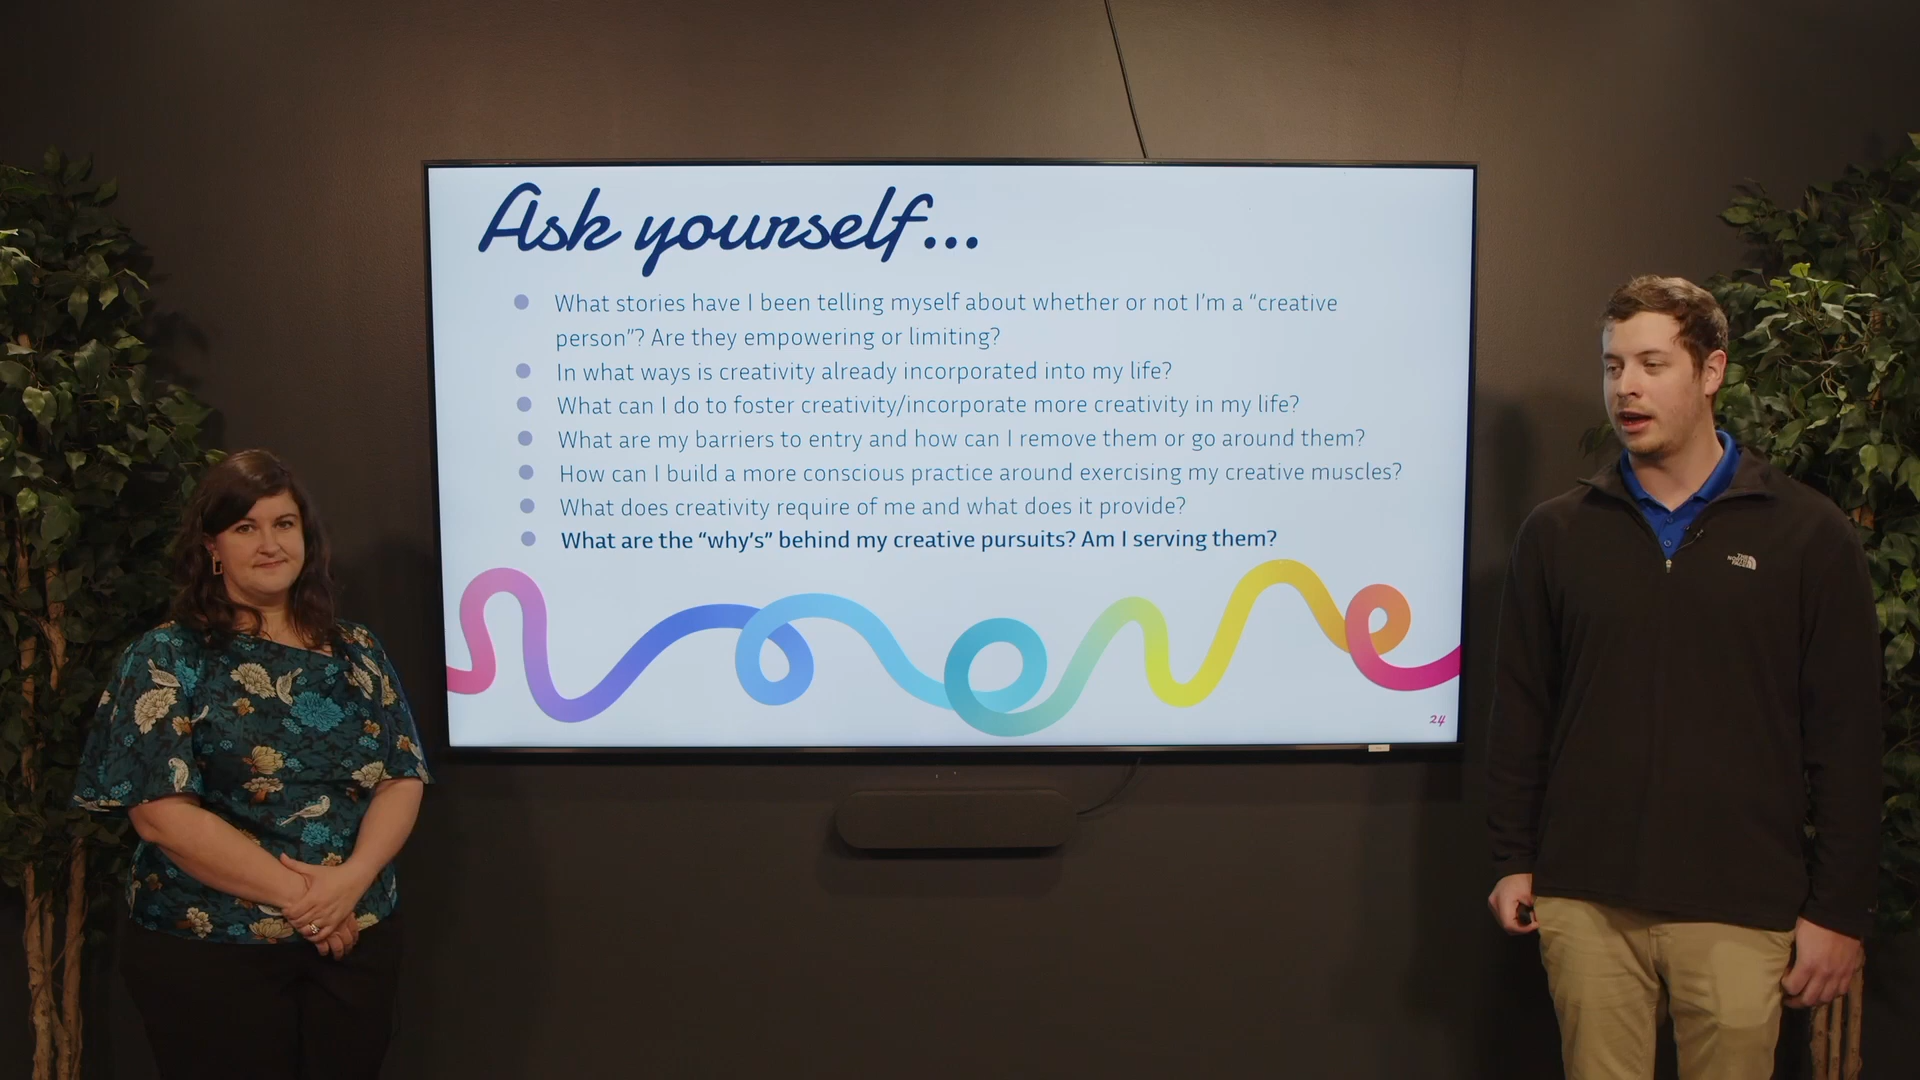 Ask yourself...
What stories have I been telling myself about whether or not I'm a “creative
person”? Are they empowering or limiting?
In what ways is creativity already incorporated into my life?
What can I do to foster creativity/incorporate more creativity in my life?
What are my barriers to entry and how can I remove them or go around them?
How can I build a more conscious practice around exercising my creative muscles?
What does creativity require of me and what does it provide?
What are the “why's” behind my creative pursuits? Am I serving them?
24
THE
NORTH
FACE